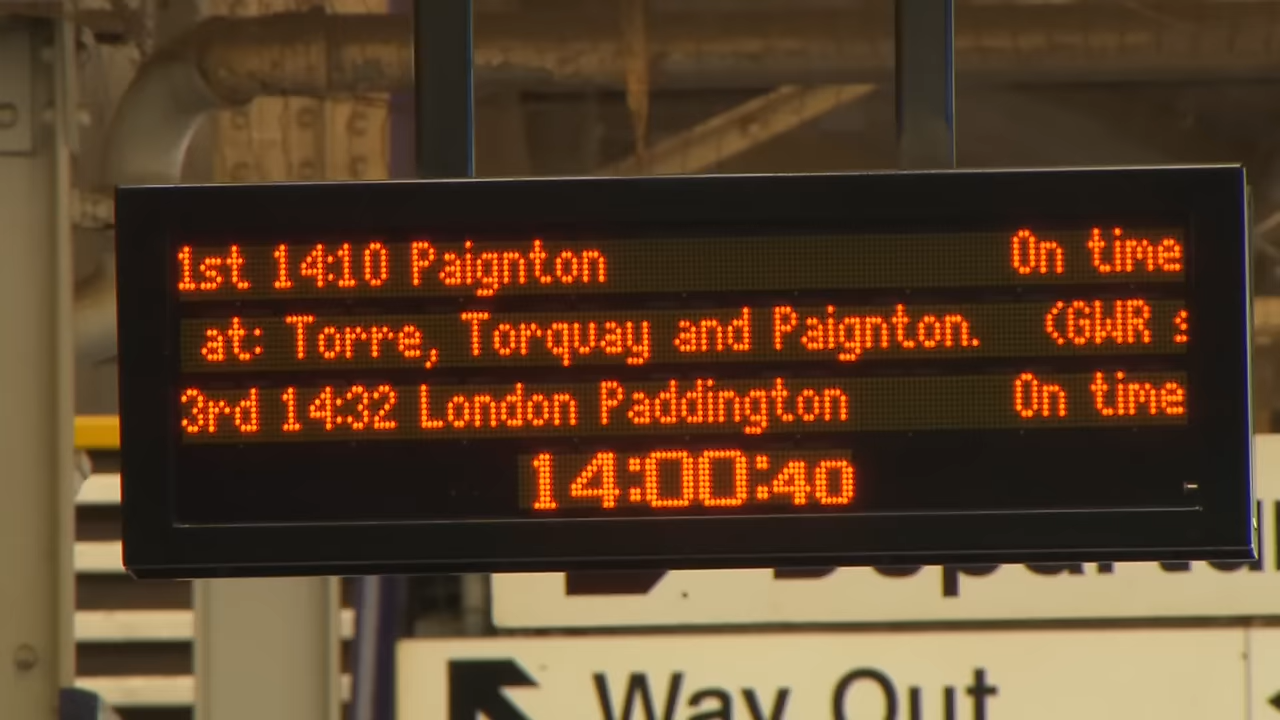 1st 14:10 Paignton On time
at: Torre, Torquay and Paignton. (GWR s
3rd 14:32 London Paddington On time
14:00:40
Way Out